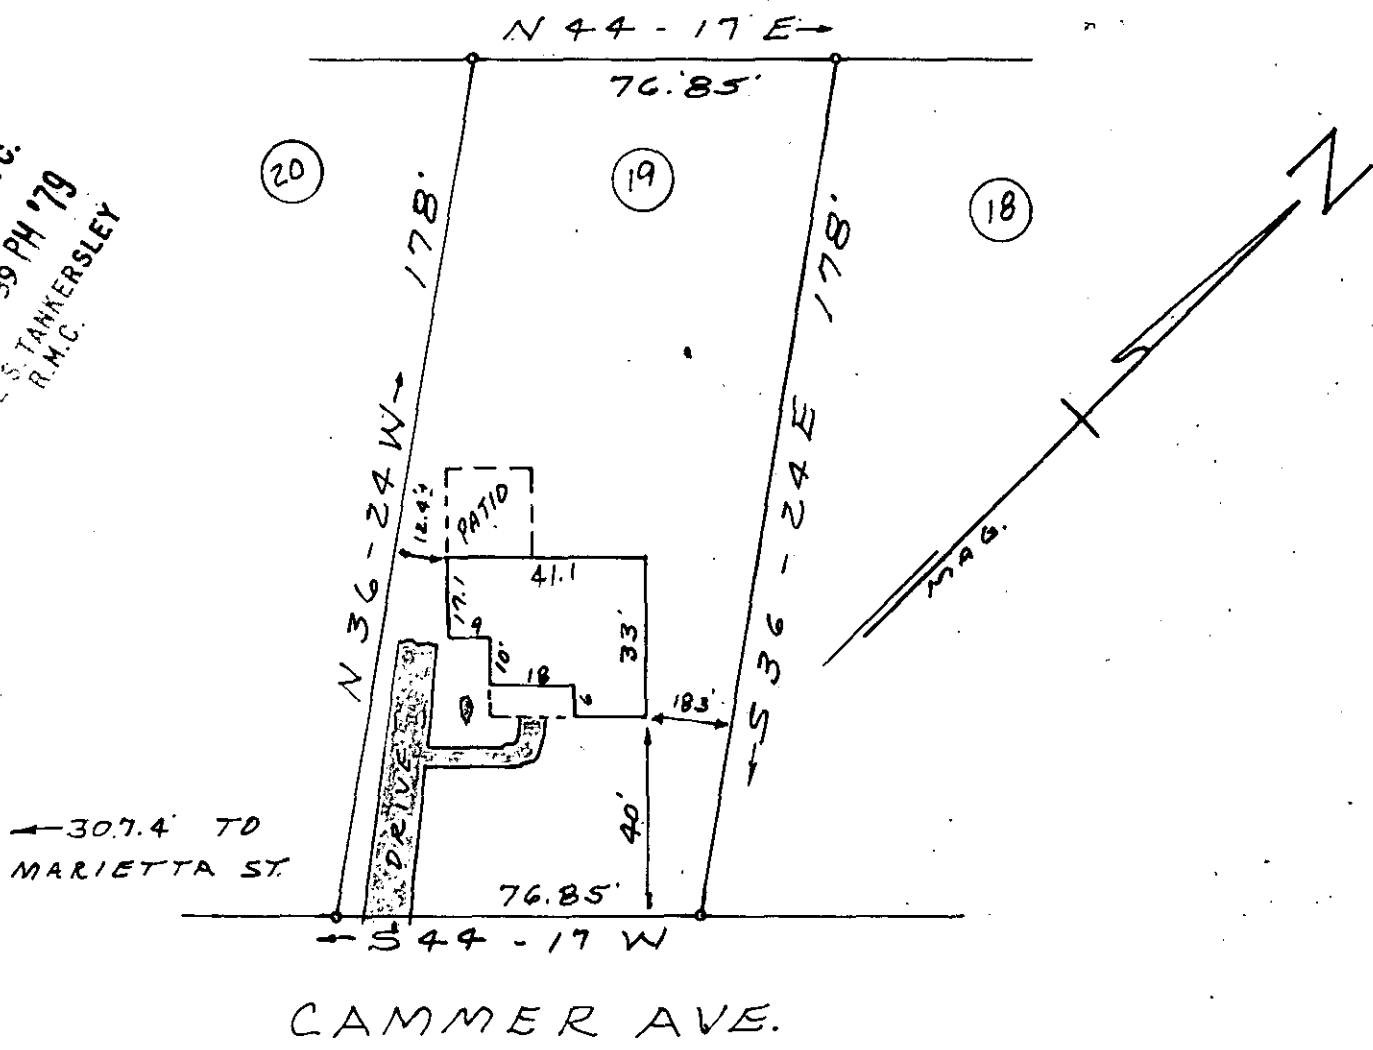 N 44 - 17 E
76.85'
C.
39 PM '79
S. TANKERSLEY
R.M.C.
20
19
18
N
178'
178'
N 36 - 24 W
S 36 - 24 E
MAG.
12.4'±
PATIO
41.1
17.1
9
10'
18
6
33'
18.3'
40'
DRIVE
307.4' TO
MARIETTA ST.
76.85'
S 44 - 17 W
CAMMER AVE.